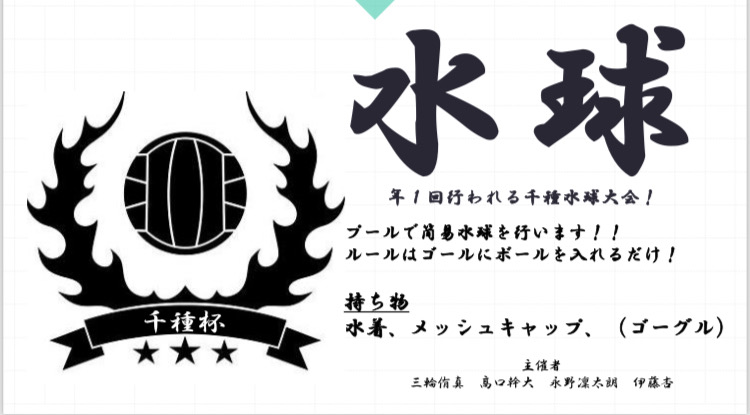 水球
年1回行われる千種水球大会！
プールで簡易水球を行います！！
ルールはゴールにボールを入れるだけ！
千種杯
持ち物
水着、メッシュキャップ、（ゴーグル）
主催者
三輪侑真　高口幹大　永野凛太朗　伊藤杏